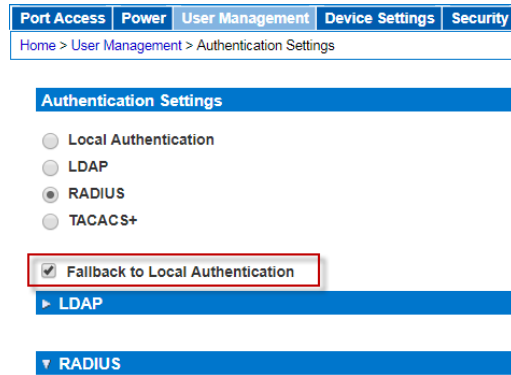 Port Access Power User Management Device Settings Security
Home > User Management > Authentication Settings
Authentication Settings
Local Authentication
LDAP
RADIUS
TACACS+
Fallback to Local Authentication
► LDAP
▼ RADIUS